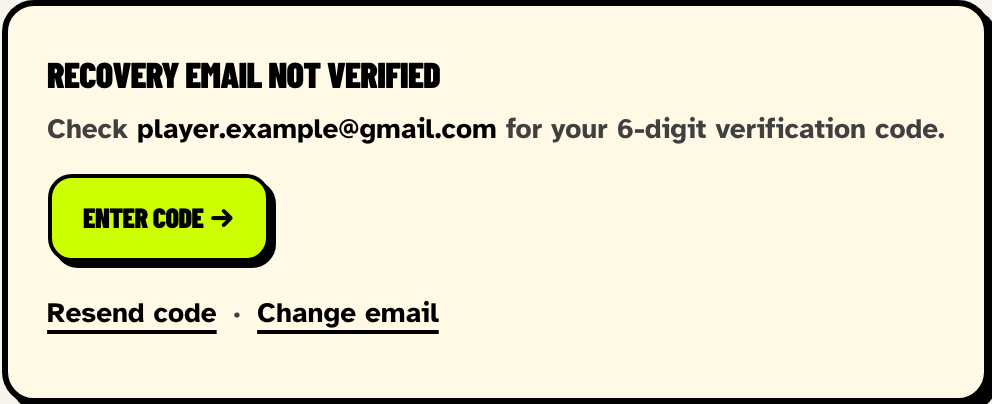 RECOVERY EMAIL NOT VERIFIED
Check player.example@gmail.com for your 6-digit verification code.
ENTER CODE →
Resend code · Change email